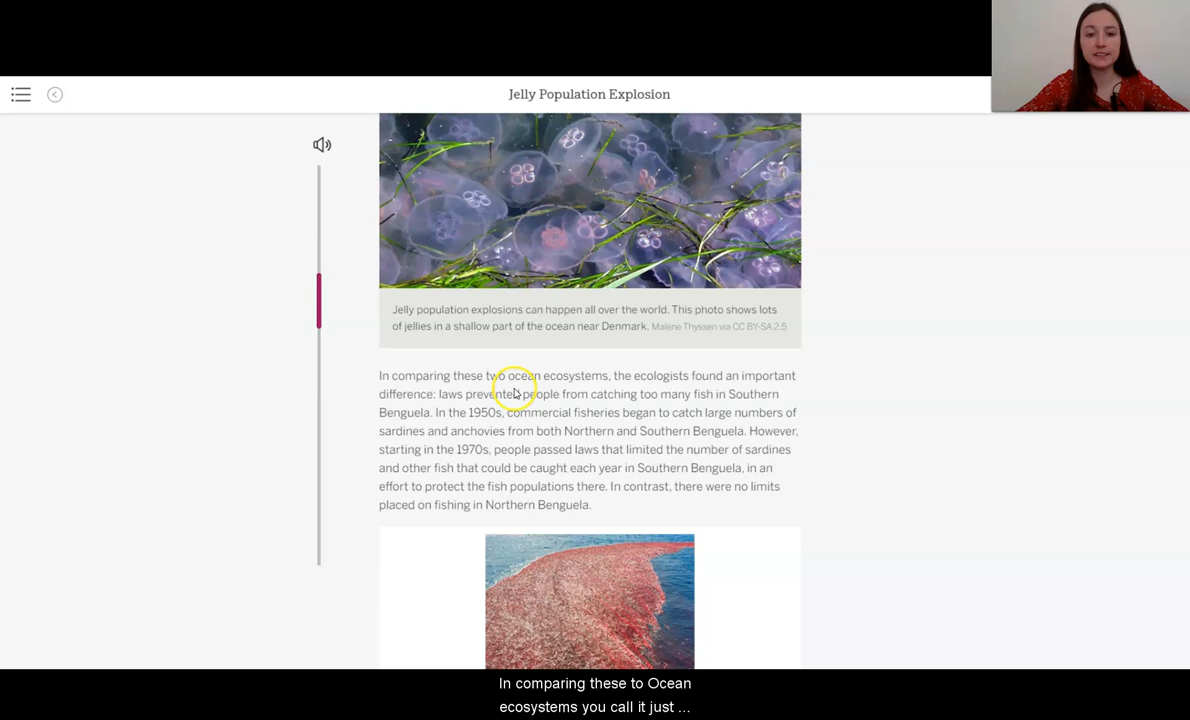 Jelly Population Explosion
Jelly population explosions can happen all over the world. This photo shows lots
of jellies in a shallow part of the ocean near Denmark. Malene Thyssen via CC BY-SA 2.5
In comparing these two ocean ecosystems, the ecologists found an important
difference: laws prevented people from catching too many fish in Southern
Benguela. In the 1950s, commercial fisheries began to catch large numbers of
sardines and anchovies from both Northern and Southern Benguela. However,
starting in the 1970s, people passed laws that limited the number of sardines
and other fish that could be caught each year in Southern Benguela, in an
effort to protect the fish populations there. In contrast, there were no limits
placed on fishing in Northern Benguela.
In comparing these to Ocean
ecosystems you call it just ...